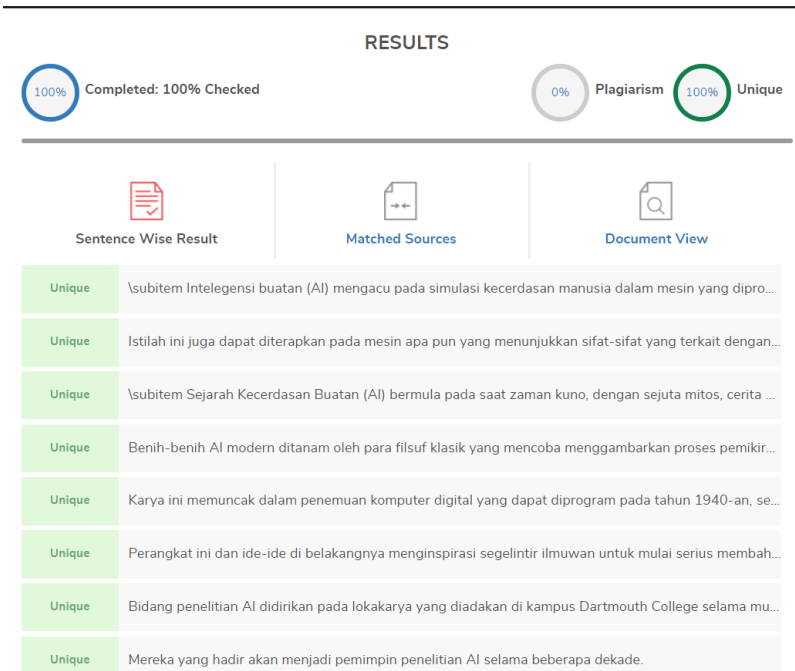 RESULTS
100% Completed: 100% Checked 0% Plagiarism 100% Unique
Sentence Wise Result Matched Sources Document View
Unique \subitem Intelegensi buatan (AI) mengacu pada simulasi kecerdasan manusia dalam mesin yang dipro...
Unique Istilah ini juga dapat diterapkan pada mesin apa pun yang menunjukkan sifat-sifat yang terkait dengan...
Unique \subitem Sejarah Kecerdasan Buatan (AI) bermula pada saat zaman kuno, dengan sejuta mitos, cerita ...
Unique Benih-benih AI modern ditanam oleh para filsuf klasik yang mencoba menggambarkan proses pemikir...
Unique Karya ini memuncak dalam penemuan komputer digital yang dapat diprogram pada tahun 1940-an, se...
Unique Perangkat ini dan ide-ide di belakangnya menginspirasi segelintir ilmuwan untuk mulai serius membah...
Unique Bidang penelitian AI didirikan pada lokakarya yang diadakan di kampus Dartmouth College selama mu...
Unique Mereka yang hadir akan menjadi pemimpin penelitian AI selama beberapa dekade.